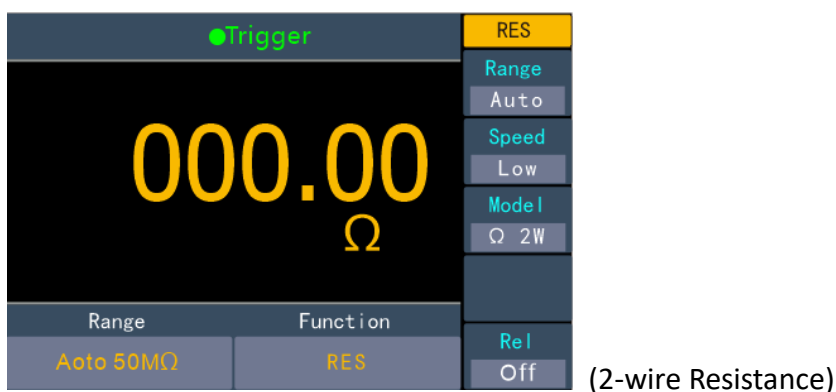 ●Trigger
000.00
Ω
Range
Function
Aoto 50MΩ
RES
RES
Range
Auto
Speed
Low
Model
Ω 2W
Rel
Off
(2-wire Resistance)